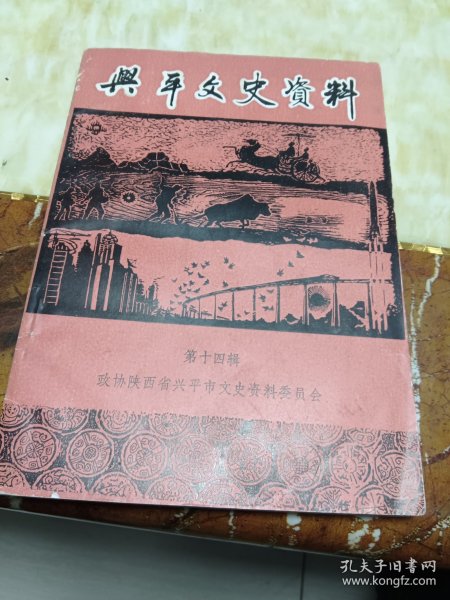 興平文史資料
第十四辑
政协陕西省兴平市文史资料委员会
孔夫子旧书网
www.kongfz.com